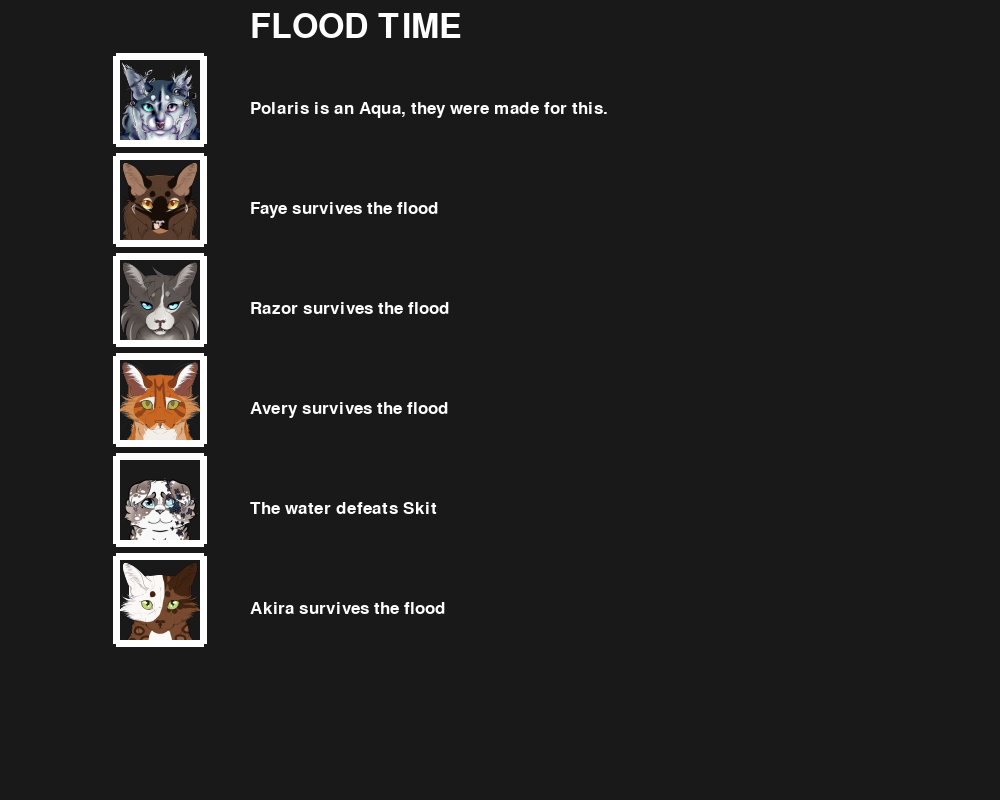 FLOOD TIME
Polaris is an Aqua, they were made for this.
Faye survives the flood
Razor survives the flood
Avery survives the flood
The water defeats Skit
Akira survives the flood